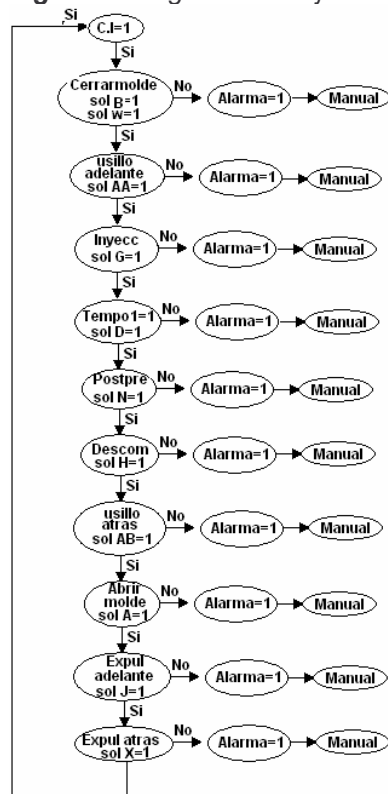 Si
C.I=1
Si
Cerrarmolde
sol B=1
sol w=1
No
Alarma=1
Manual
Si
usillo
adelante
sol AA=1
No
Alarma=1
Manual
Si
Inyecc
sol G=1
No
Alarma=1
Manual
Si
Tempo1=1
sol D=1
No
Alarma=1
Manual
Si
Postpre
sol N=1
No
Alarma=1
Manual
Si
Descom
sol H=1
No
Alarma=1
Manual
Si
usillo
atras
sol AB=1
No
Alarma=1
Manual
Si
Abrir
molde
sol A=1
No
Alarma=1
Manual
Si
Expul
adelante
sol J=1
No
Alarma=1
Manual
Si
Expul atras
sol X=1
No
Alarma=1
Manual